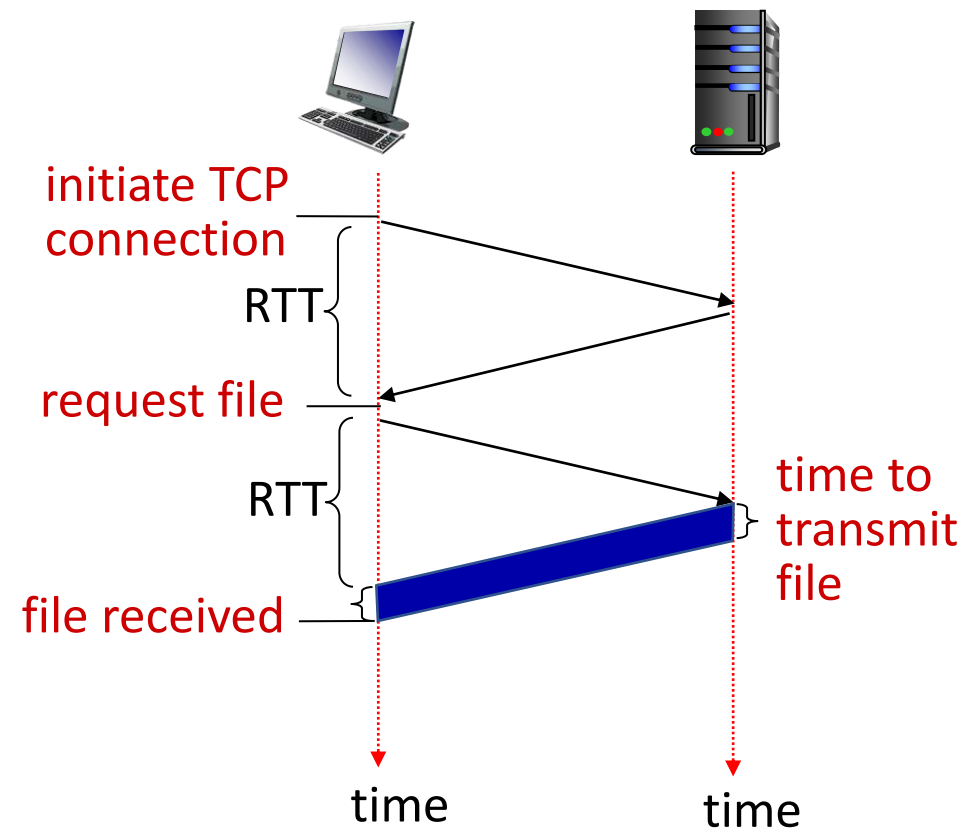 initiate TCP
connection
RTT
request file
RTT
time to
transmit
file
file received
time
time